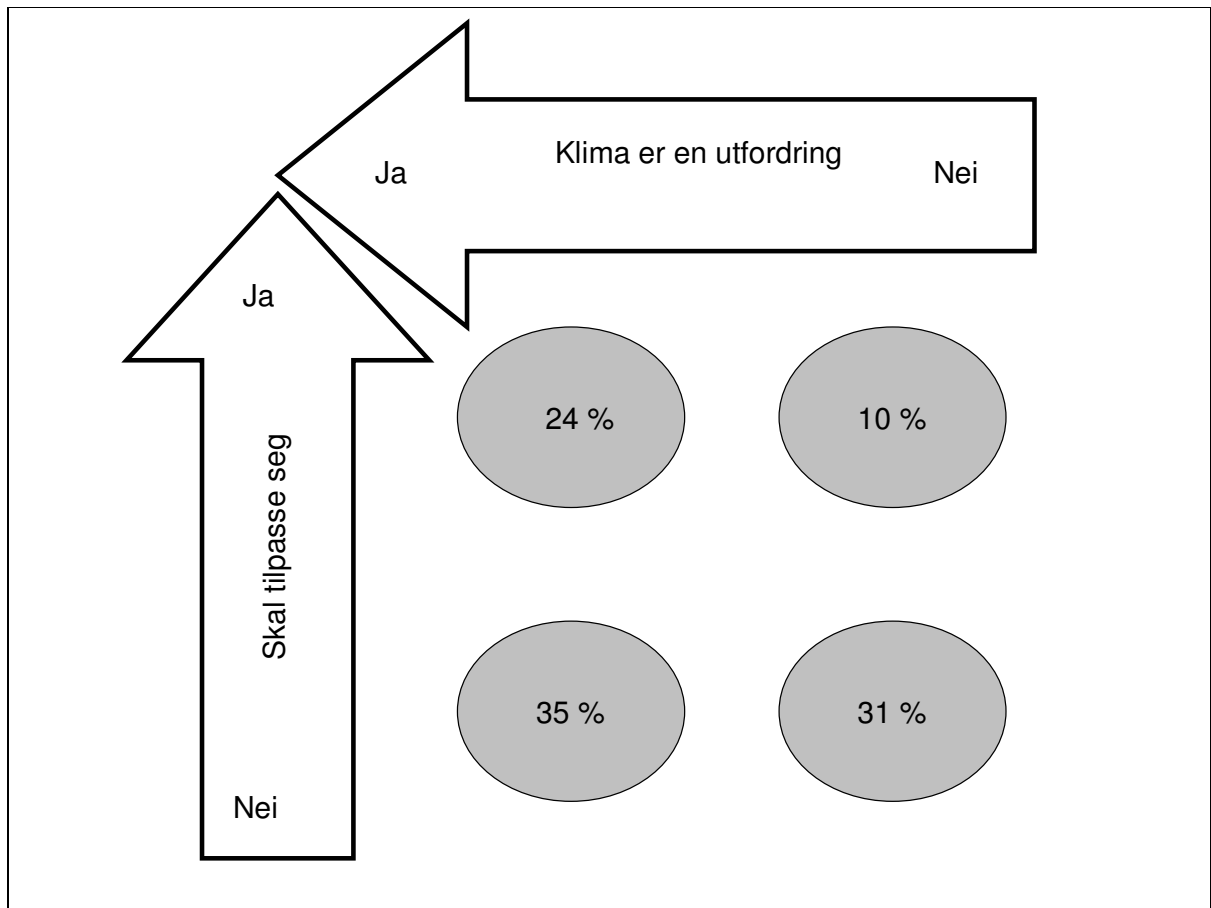 Klima er en utfordring
Ja
Nei
Ja
Skal tilpasse seg
Nei
24 %
10 %
35 %
31 %